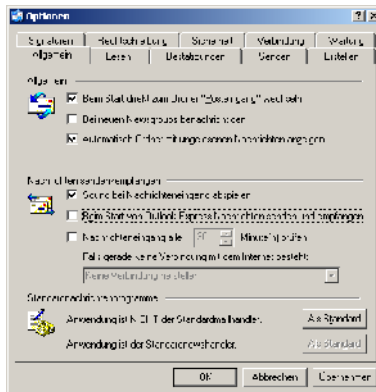 Optionen
Signaturen Rechtschreibung Sicherheit Verbindung Wartung
Allgemein Lesen Bestätigungen Senden Erstellen
Allgemein
Beim Start direkt zum Ordner "Posteingang" wechseln
Bei neuen Newsgroups benachrichtigen
Automatisch Ordner mit ungelesenen Nachrichten anzeigen
Nachrichten senden/empfangen
Sound bei Nachrichteneingang abspielen
Beim Start von Outlook Express Nachrichten senden und empfangen
Nachrichteneingang alle 30 Minute(n) prüfen
Falls gerade keine Verbindung mit dem Internet besteht:
Keine Verbindung herstellen
Standardnachrichtenprogramme
Anwendung ist NICHT der Standardmailhandler. Als Standard
Anwendung ist der Standardnewshandler. Als Standard
OK Abbrechen Übernehmen